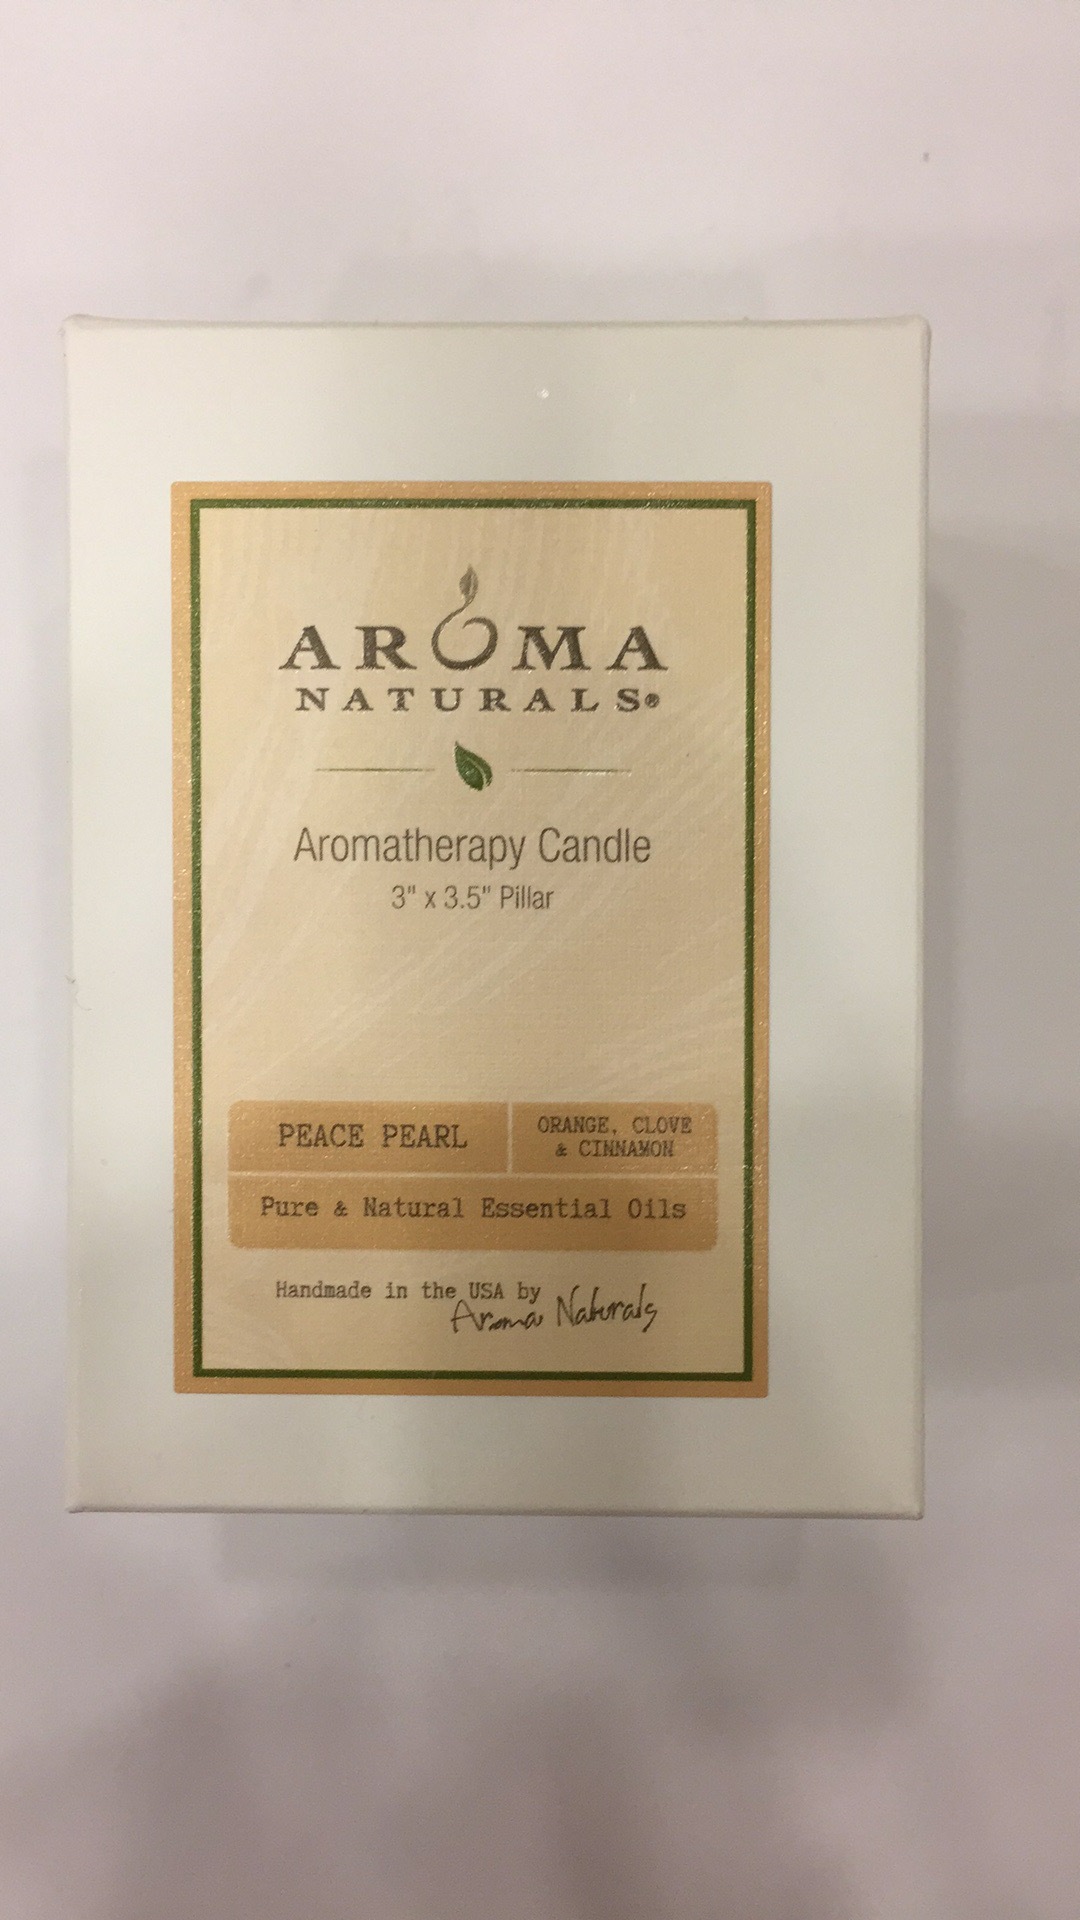 AROMA
NATURALS®
Aromatherapy Candle
3" x 3.5" Pillar
PEACE PEARL
ORANGE, CLOVE
& CINNAMON
Pure & Natural Essential Oils
Handmade in the USA by
Aroma Naturals